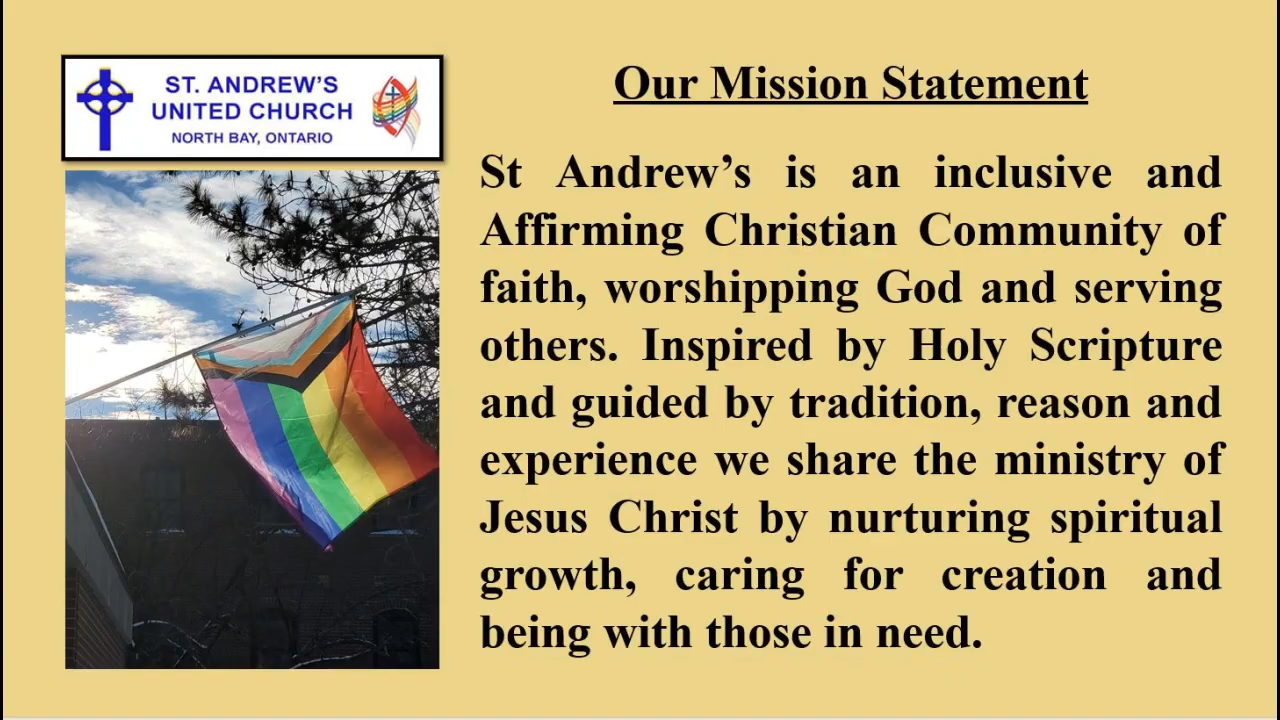 ST. ANDREW'S
UNITED CHURCH
NORTH BAY, ONTARIO
Our Mission Statement
St Andrew's is an inclusive and
Affirming Christian Community of
faith, worshipping God and serving
others. Inspired by Holy Scripture
and guided by tradition, reason and
experience we share the ministry of
Jesus Christ by nurturing spiritual
growth, caring for creation and
being with those in need.